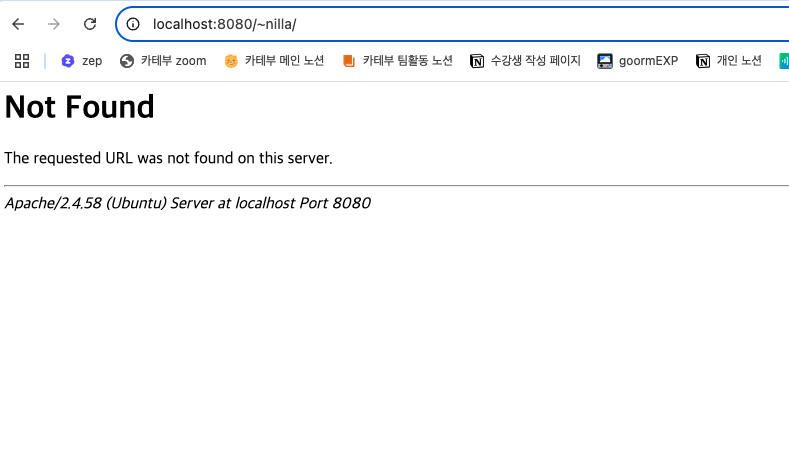 localhost:8080/~nilla/
zep 카테부 zoom 카테부 메인 노션 카테부 팀활동 노션 수강생 작성 페이지 goormEXP 개인 노션
Not Found
The requested URL was not found on this server.
Apache/2.4.58 (Ubuntu) Server at localhost Port 8080